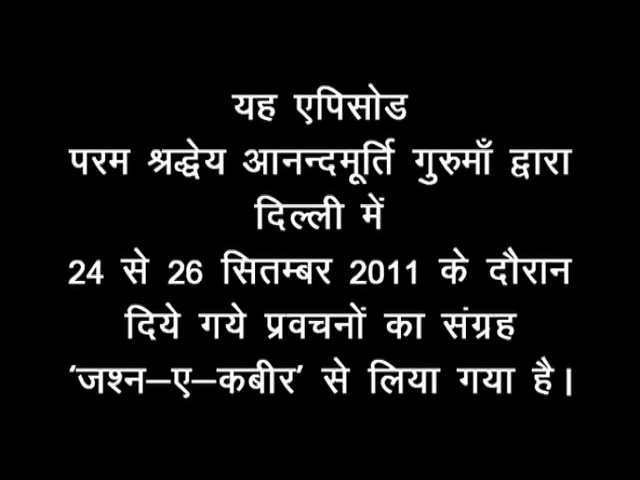 यह एपिसोड
परम श्रद्धेय आनन्दमूर्ति गुरुमाँ द्वारा
दिल्ली में
24 से 26 सितम्बर 2011 के दौरान
दिये गये प्रवचनों का संग्रह
'जश्न–ए–कबीर' से लिया गया है।